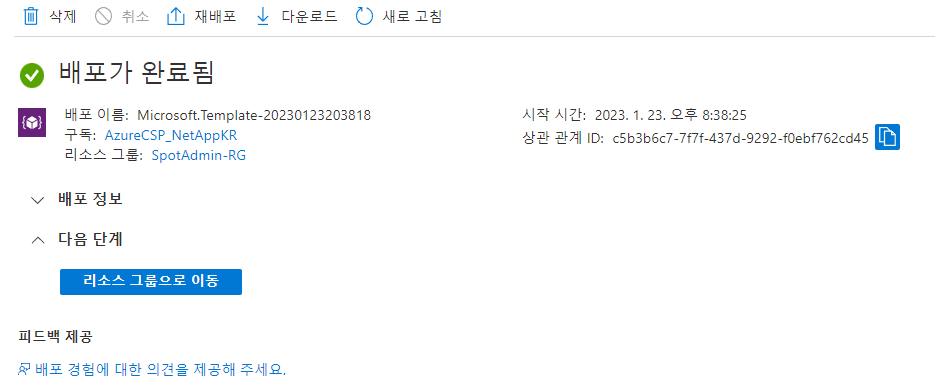 삭제 취소 재배포 다운로드 새로 고침
배포가 완료됨
배포 이름: Microsoft.Template-20230123203818
구독: AzureCSP_NetAppKR
리소스 그룹: SpotAdmin-RG
시작 시간: 2023. 1. 23. 오후 8:38:25
상관 관계 ID: c5b3b6c7-7f7f-437d-9292-f0ebf762cd45
배포 정보
다음 단계
리소스 그룹으로 이동
피드백 제공
배포 경험에 대한 의견을 제공해 주세요.